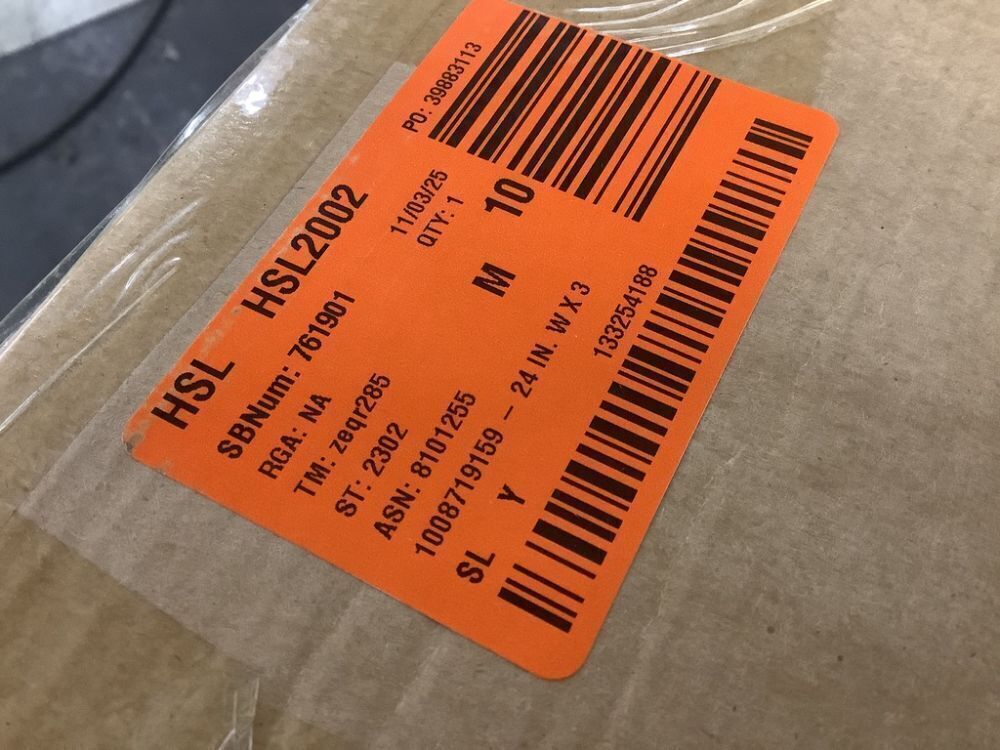 HSL HSL2002 PO: 39883113
SBNum: 761901 11/03/25
RGA: NA QTY: 1
TM: zeqr285
ST: 2302 M 10
ASN: 8101255
1008719159 – 24 IN. W X 3
SL Y 133254188